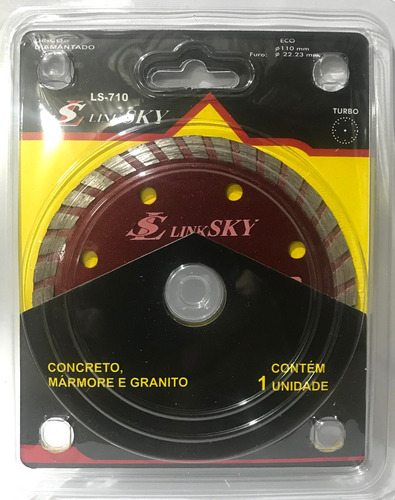 DISCO
DIAMANTADO
ECO
ø110 mm
Furo: ø 22.23 mm
LS-710
LINKSKY
TURBO
LINKSKY
CONCRETO,
MÁRMORE E GRANITO
CONTÉM
1 UNIDADE